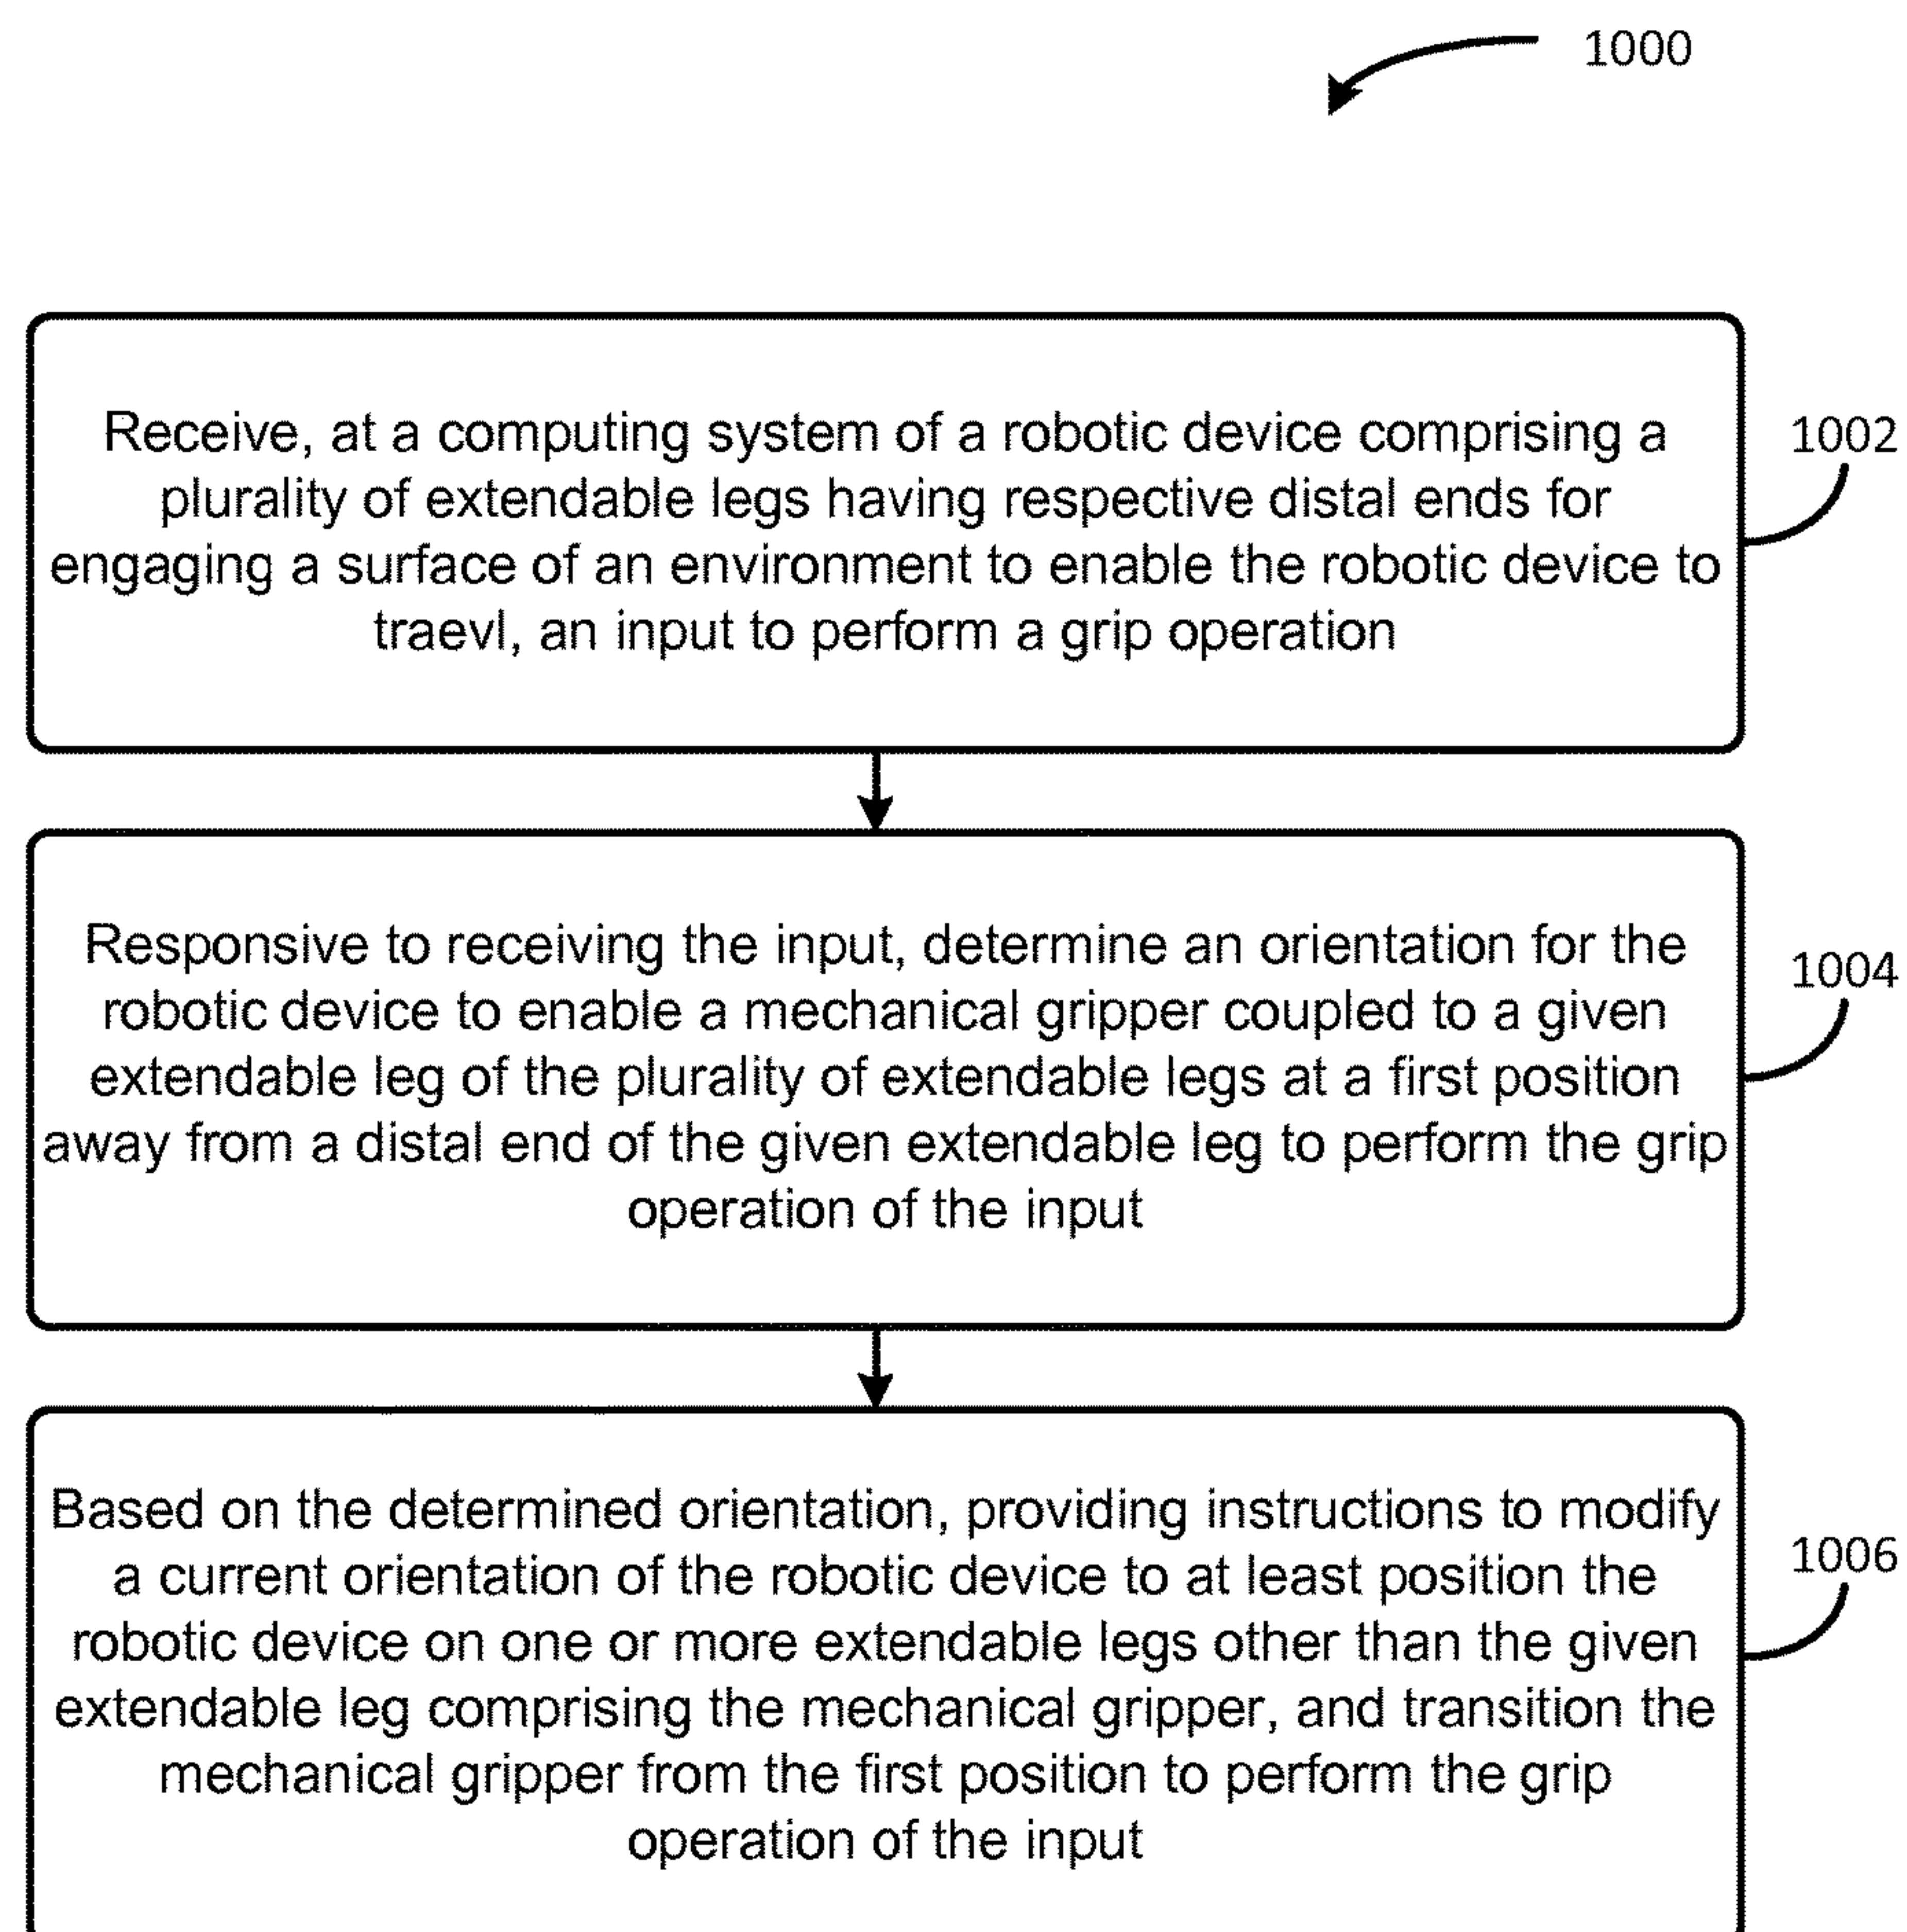 1000
Receive, at a computing system of a robotic device comprising a
plurality of extendable legs having respective distal ends for
engaging a surface of an environment to enable the robotic device to
traevl, an input to perform a grip operation
1002
Responsive to receiving the input, determine an orientation for the
robotic device to enable a mechanical gripper coupled to a given
extendable leg of the plurality of extendable legs at a first position
away from a distal end of the given extendable leg to perform the grip
operation of the input
1004
Based on the determined orientation, providing instructions to modify
a current orientation of the robotic device to at least position the
robotic device on one or more extendable legs other than the given
extendable leg comprising the mechanical gripper, and transition the
mechanical gripper from the first position to perform the grip
operation of the input
1006